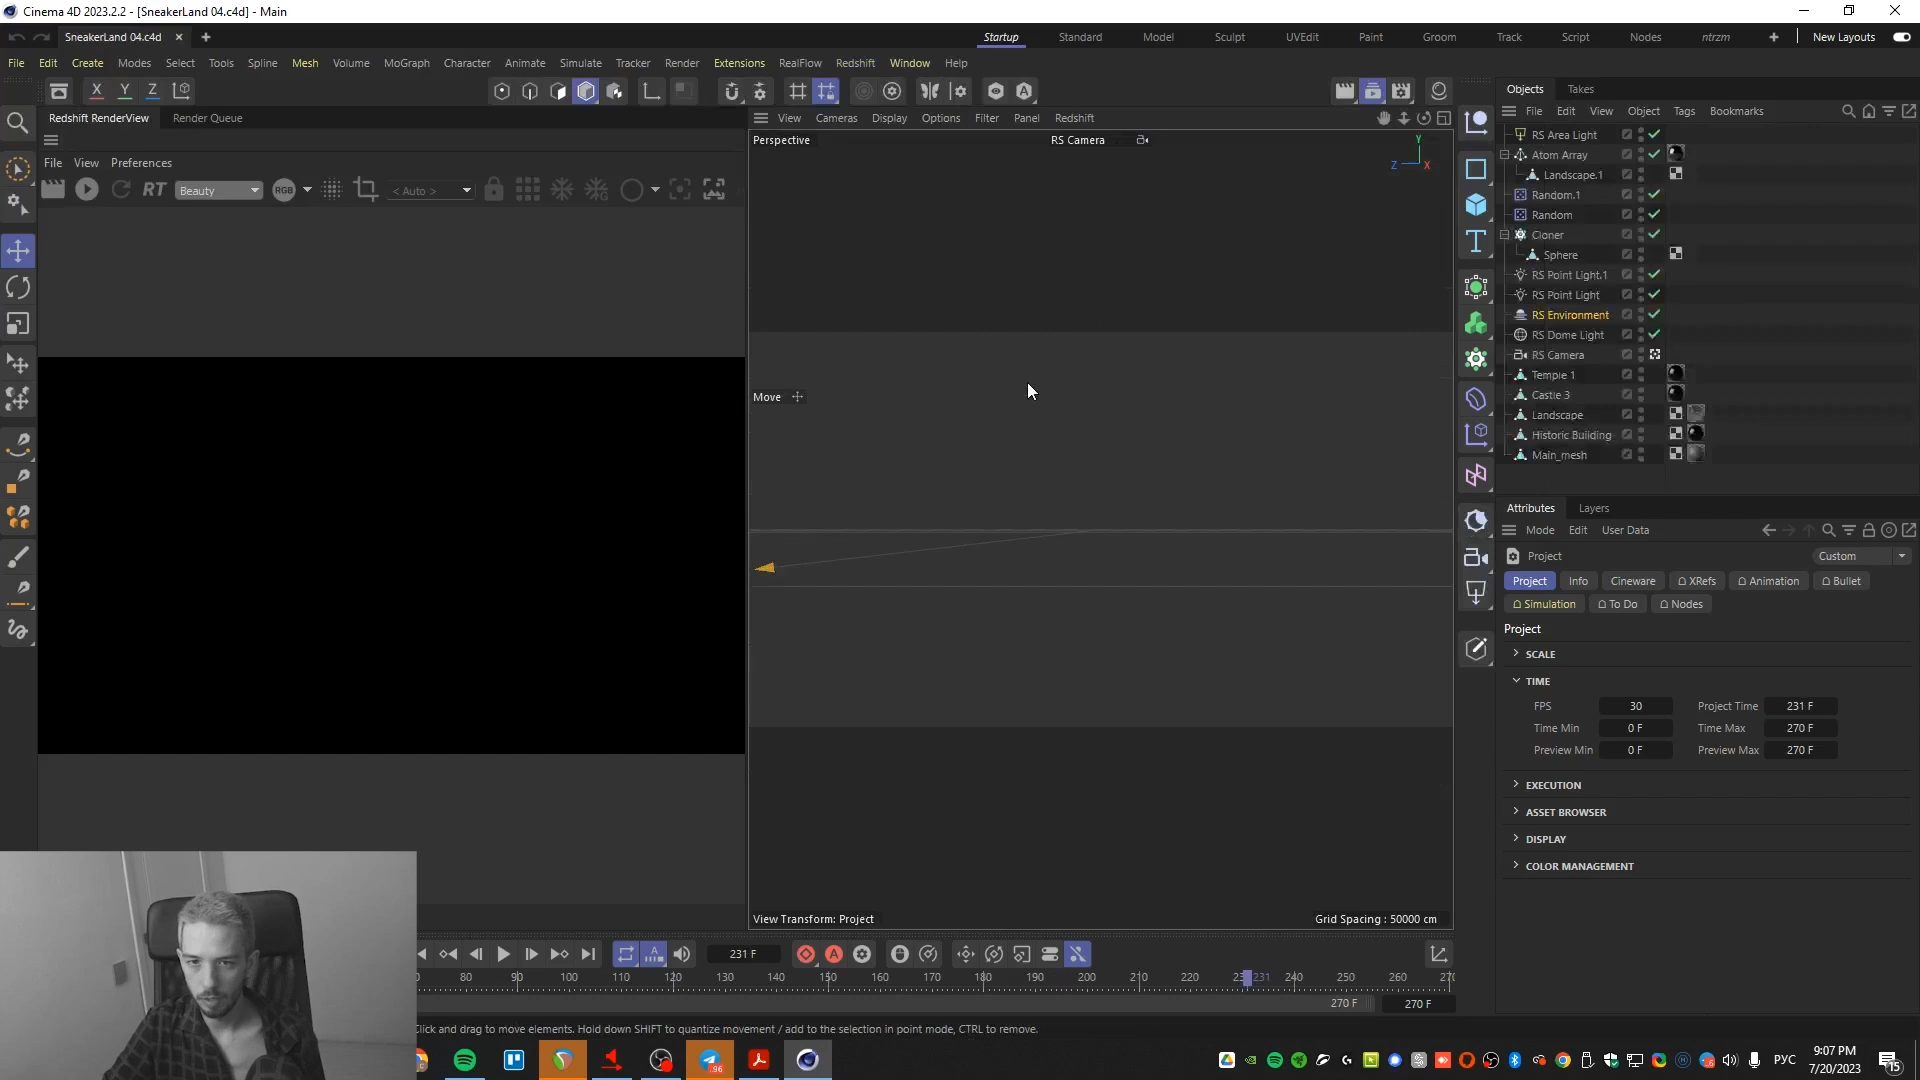 Cinema 4D 2023.2.2 - [SneakerLand 04.c4d] - Main
SneakerLand 04.c4d
Startup Standard Model Sculpt UVEdit Paint Groom Track Script Nodes ntrzm New Layouts
File Edit Create Modes Select Tools Spline Mesh Volume MoGraph Character Animate Simulate Tracker Render Extensions RealFlow Redshift Window Help
X Y Z
Redshift RenderView Render Queue
View Cameras Display Options Filter Panel Redshift
File View Preferences
RT Beauty RGB < Auto >
Perspective
RS Camera
Y
Z X
Move
View Transform: Project
Grid Spacing : 50000 cm
Objects Takes
File Edit View Object Tags Bookmarks
RS Area Light
Atom Array
Landscape.1
Random.1
Random
Cloner
Sphere
RS Point Light.1
RS Point Light
RS Environment
RS Dome Light
RS Camera
Temple 1
Castle 3
Landscape
Historic Building
Main_mesh
Attributes Layers
Mode Edit User Data
Project Custom
Project Info Cineware XRefs Animation Bullet
Simulation To Do Nodes
Project
SCALE
TIME
FPS 30 Project Time 231 F
Time Min 0 F Time Max 270 F
Preview Min 0 F Preview Max 270 F
EXECUTION
ASSET BROWSER
DISPLAY
COLOR MANAGEMENT
231 F
80 90 100 110 120 130 140 150 160 170 180 190 200 210 220 231 240 250 260
270 F 270 F
Click and drag to move elements. Hold down SHIFT to quantize movement / add to the selection in point mode, CTRL to remove.
РУС
9:07 PM
7/20/2023
15